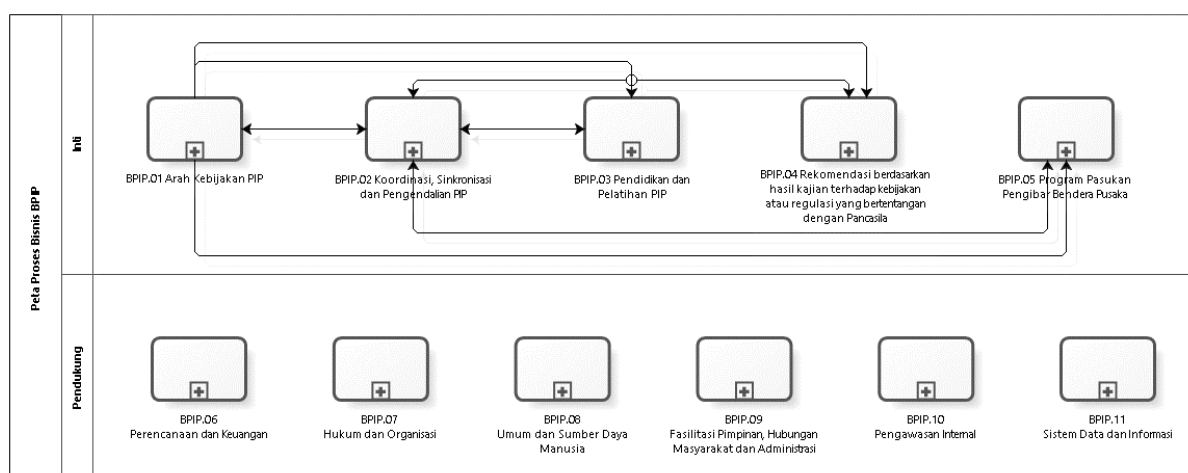 Peta Proses Bisnis BPIP
Inti
BPIP.01 Arah Kebijakan PIP
BPIP.02 Koordinasi, Sinkronisasi
dan Pengendalian PIP
BPIP.03 Pendidikan dan
Pelatihan PIP
BPIP.04 Rekomendasi berdasarkan
hasil kajian terhadap kebijakan
atau regulasi yang bertentangan
dengan Pancasila
BPIP.05 Program Pasukan
Pengibar Bendera Pusaka
Pendukung
BPIP.06
Perencanaan dan Keuangan
BPIP.07
Hukum dan Organisasi
BPIP.08
Umum dan Sumber Daya
Manusia
BPIP.09
Fasilitasi Pimpinan, Hubungan
Masyarakat dan Administrasi
BPIP.10
Pengawasan Internal
BPIP.11
Sistem Data dan Informasi